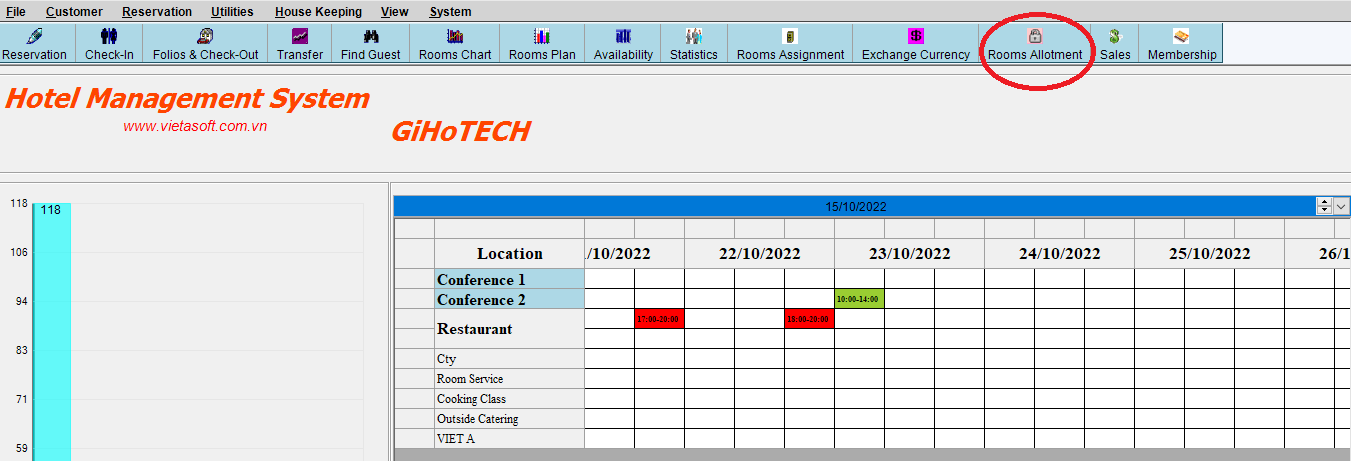 File Customer Reservation Utilities House Keeping View System
Reservation Check-In Folios & Check-Out Transfer Find Guest Rooms Chart Rooms Plan Availability Statistics Rooms Assignment Exchange Currency Rooms Allotment Sales Membership
Hotel Management System
www.vietasoft.com.vn
GiHoTECH
15/10/2022
Location /10/2022 22/10/2022 23/10/2022 24/10/2022 25/10/2022 26/1
Conference 1
Conference 2 10:00-14:00
Restaurant 17:00-20:00 18:00-20:00
Cty
Room Service
Cooking Class
Outside Catering
VIET A
118 118
106
94
83
71
59